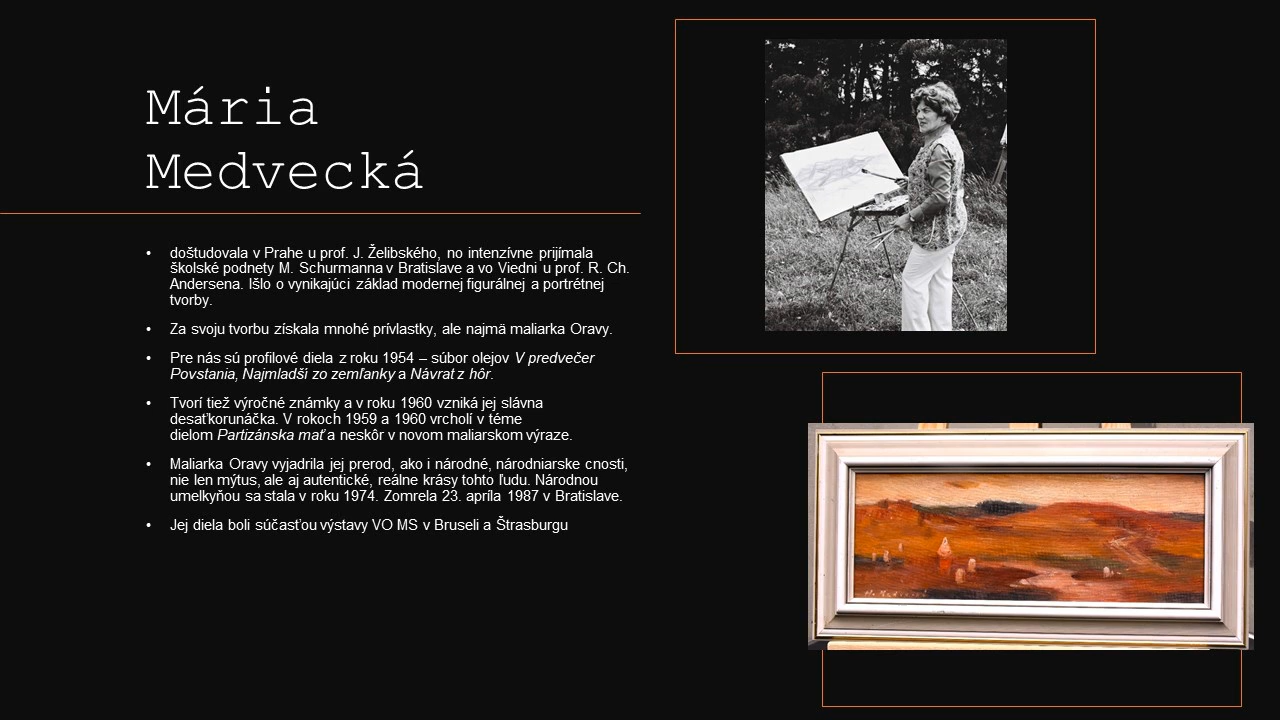 Mária
Medvecká
• doštudovala v Prahe u prof. J. Želibského, no intenzívne prijímala
školské podnety M. Schurmanna v Bratislave a vo Viedni u prof. R. Ch.
Andersena. Išlo o vynikajúci základ modernej figurálnej a portrétnej
tvorby.
• Za svoju tvorbu získala mnohé prívlastky, ale najmä maliarka Oravy.
• Pre nás sú profilové diela z roku 1954 – súbor olejov V predvečer
Povstania, Najmladší zo zemľanky a Návrat z hôr.
• Tvorí tiež výročné známky a v roku 1960 vzniká jej slávna
desaťkorunáčka. V rokoch 1959 a 1960 vrcholí v téme
dielom Partizánska mať a neskôr v novom maliarskom výraze.
• Maliarka Oravy vyjadrila jej prerod, ako i národné, národniarske cnosti,
nie len mýtus, ale aj autentické, reálne krásy tohto ľudu. Národnou
umelkyňou sa stala v roku 1974. Zomrela 23. apríla 1987 v Bratislave.
• Jej diela boli súčasťou výstavy VO MS v Bruseli a Štrasburgu